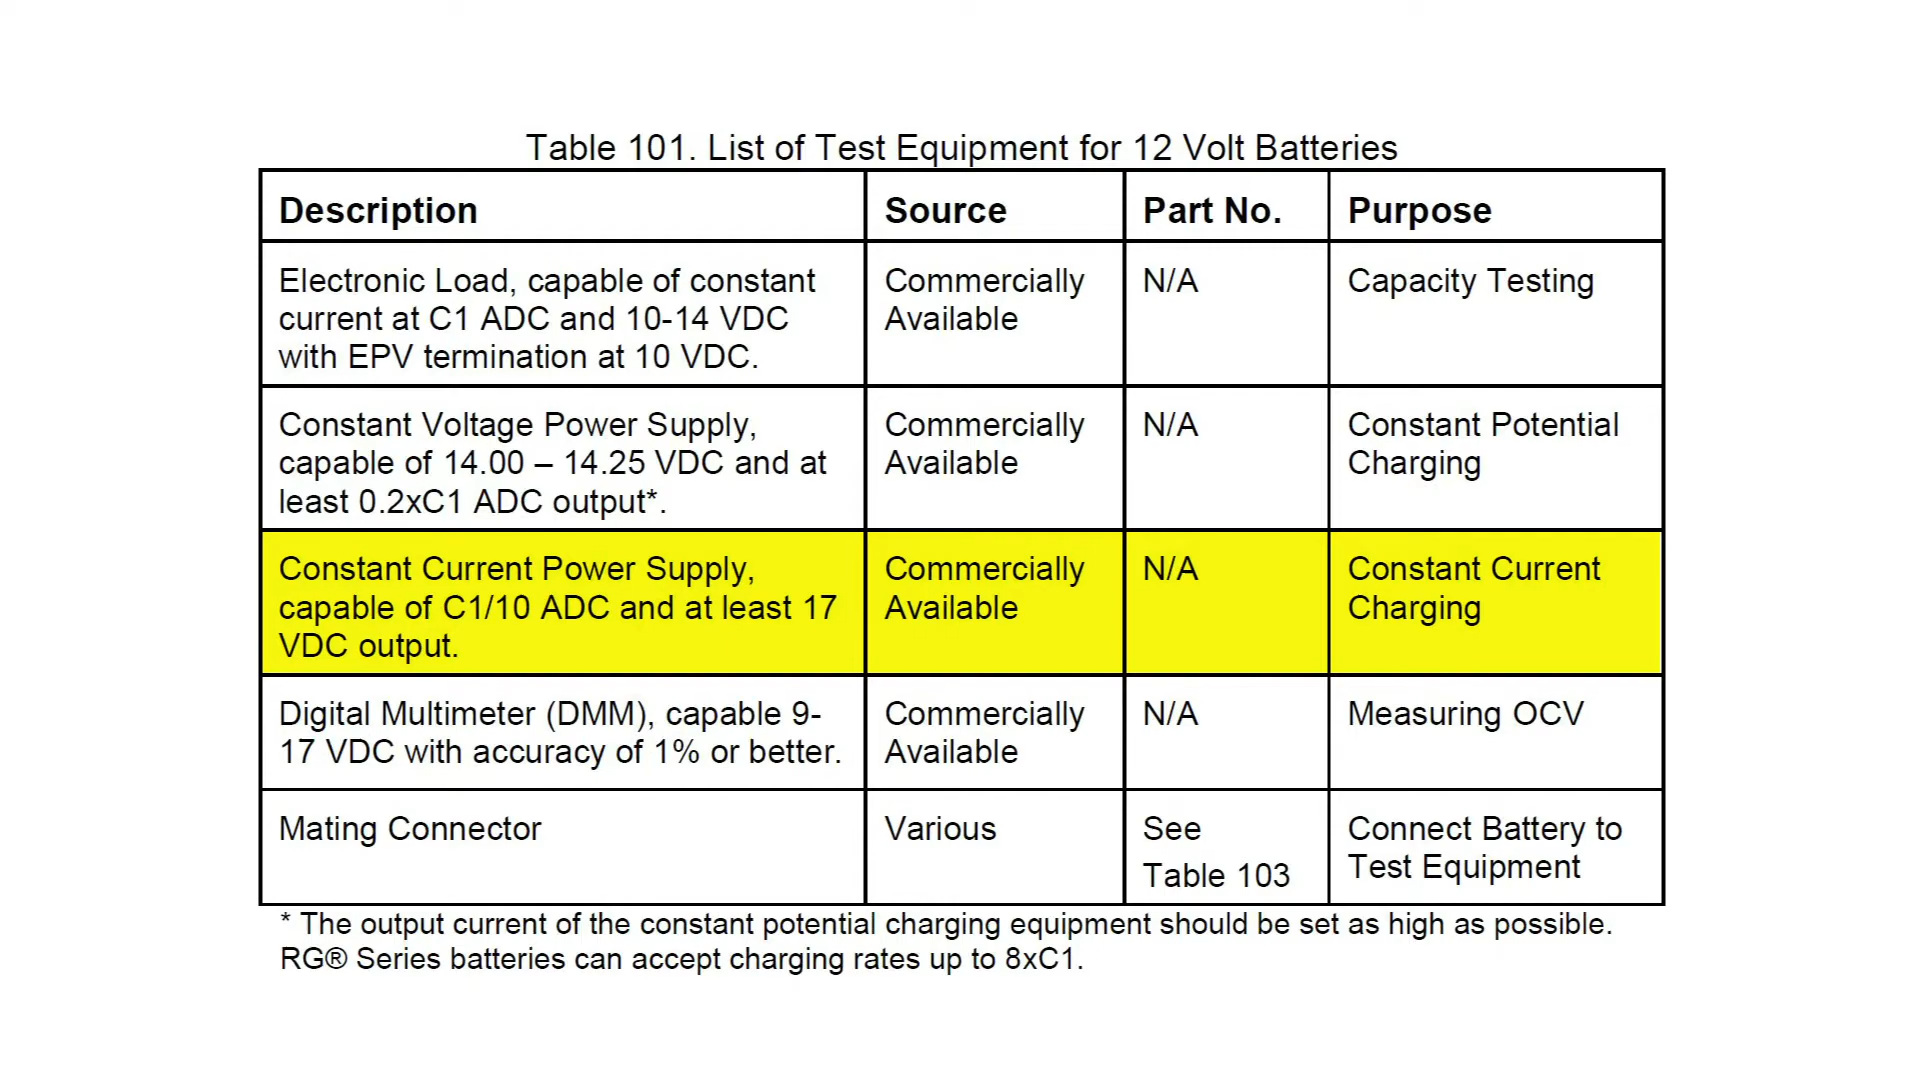 Table 101. List of Test Equipment for 12 Volt Batteries
Description Source Part No. Purpose
Electronic Load, capable of constant
current at C1 ADC and 10-14 VDC
with EPV termination at 10 VDC.
Commercially
Available
N/A
Capacity Testing
Constant Voltage Power Supply,
capable of 14.00 – 14.25 VDC and at
least 0.2xC1 ADC output*.
Commercially
Available
N/A
Constant Potential
Charging
Constant Current Power Supply,
capable of C1/10 ADC and at least 17
VDC output.
Commercially
Available
N/A
Constant Current
Charging
Digital Multimeter (DMM), capable 9-
17 VDC with accuracy of 1% or better.
Commercially
Available
N/A
Measuring OCV
Mating Connector
Various
See
Table 103
Connect Battery to
Test Equipment
* The output current of the constant potential charging equipment should be set as high as possible.
RG® Series batteries can accept charging rates up to 8xC1.